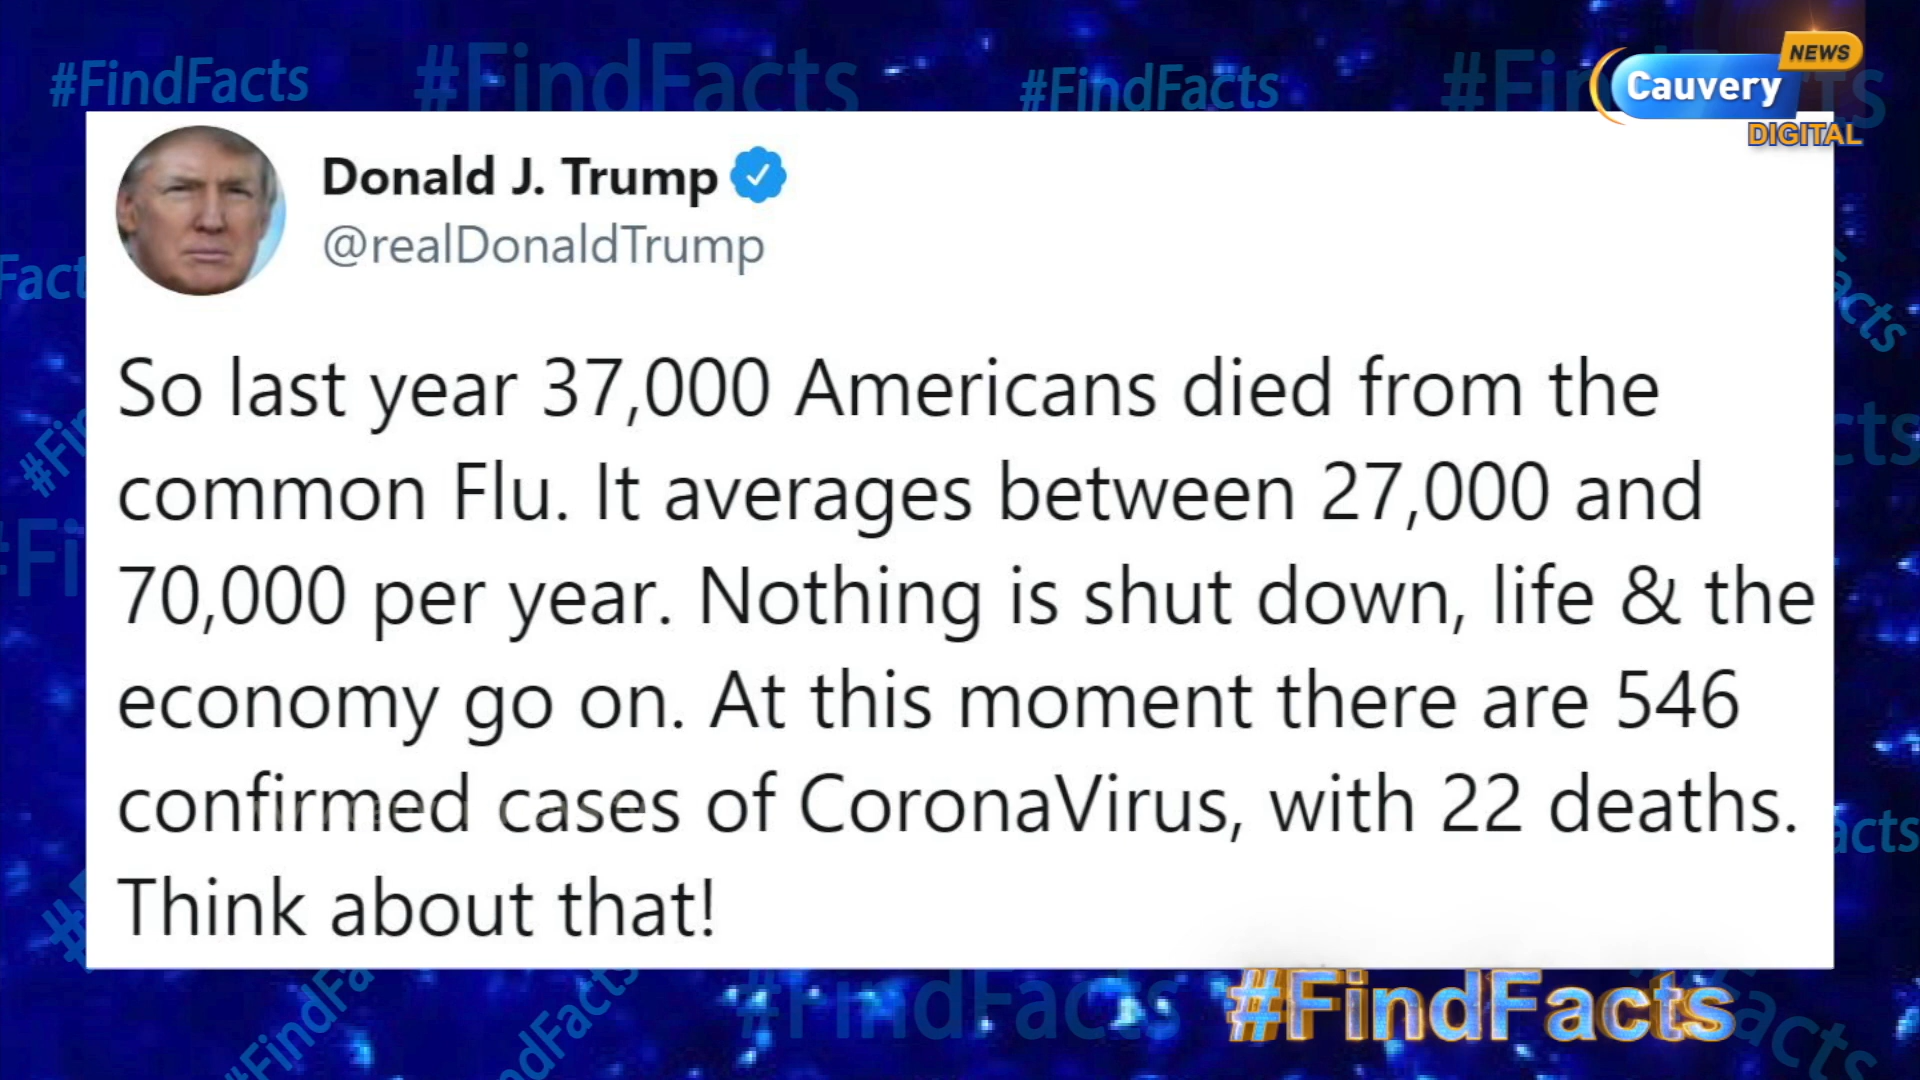 #FindFacts #FindFacts #FindFacts
Cauvery NEWS
DIGITAL
Donald J. Trump
@realDonaldTrump
So last year 37,000 Americans died from the
common Flu. It averages between 27,000 and
70,000 per year. Nothing is shut down, life & the
economy go on. At this moment there are 546
confirmed cases of CoronaVirus, with 22 deaths.
Think about that!
#FindFacts
#FindFacts